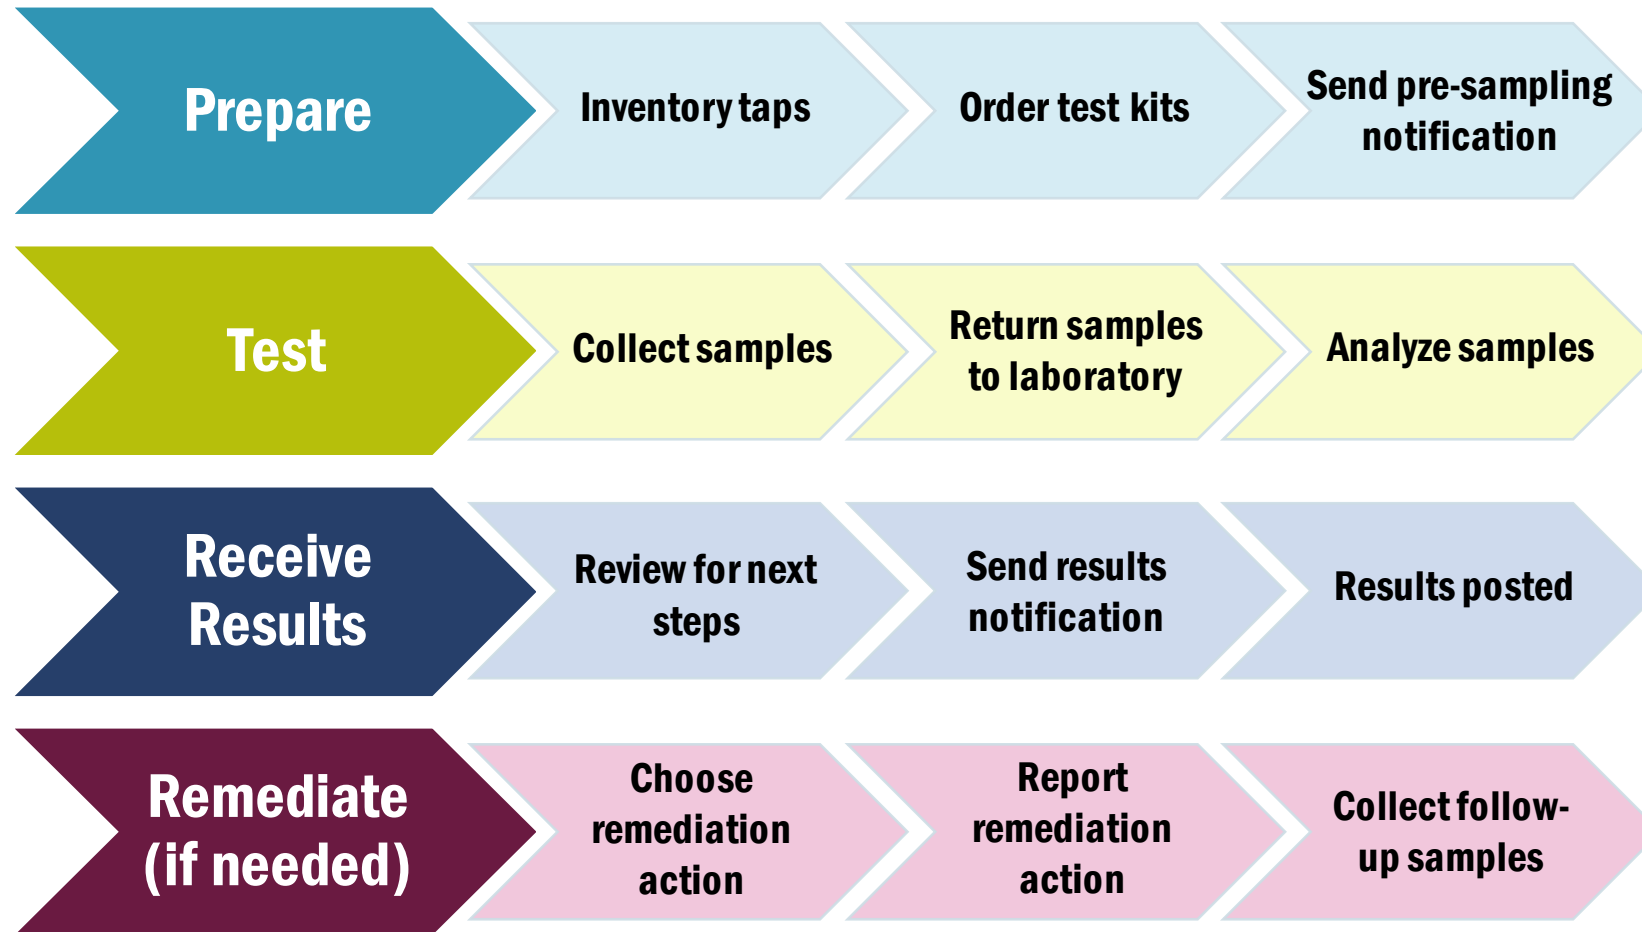 Prepare
Inventory taps
Order test kits
Send pre-sampling
notification
Test
Collect samples
Return samples
to laboratory
Analyze samples
Receive
Results
Review for next
steps
Send results
notification
Results posted
Remediate
(if needed)
Choose
remediation
action
Report
remediation
action
Collect follow-
up samples